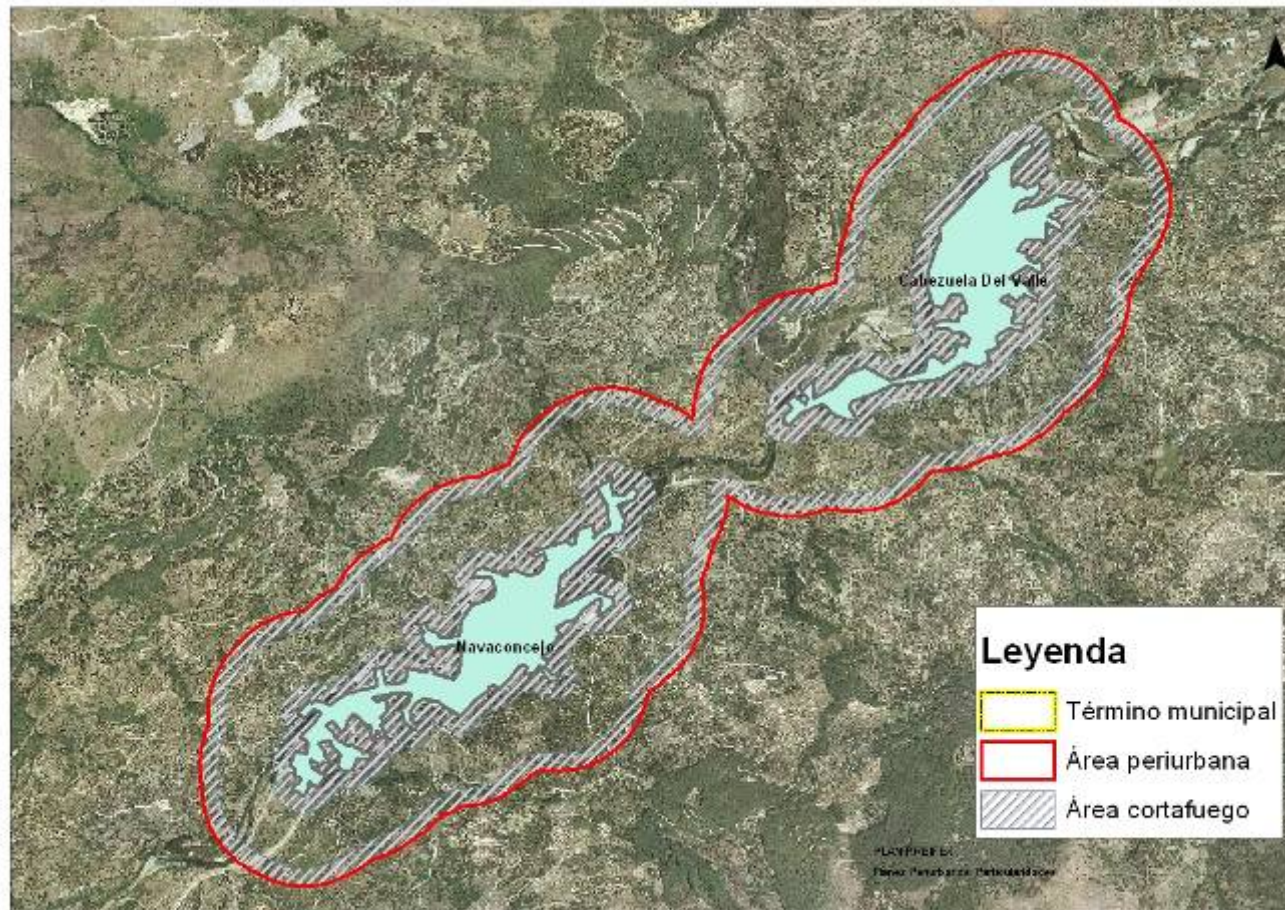 Cabezuela Del Valle
Navaconcejo
Leyenda
Término municipal
Área periurbana
Área cortafuego